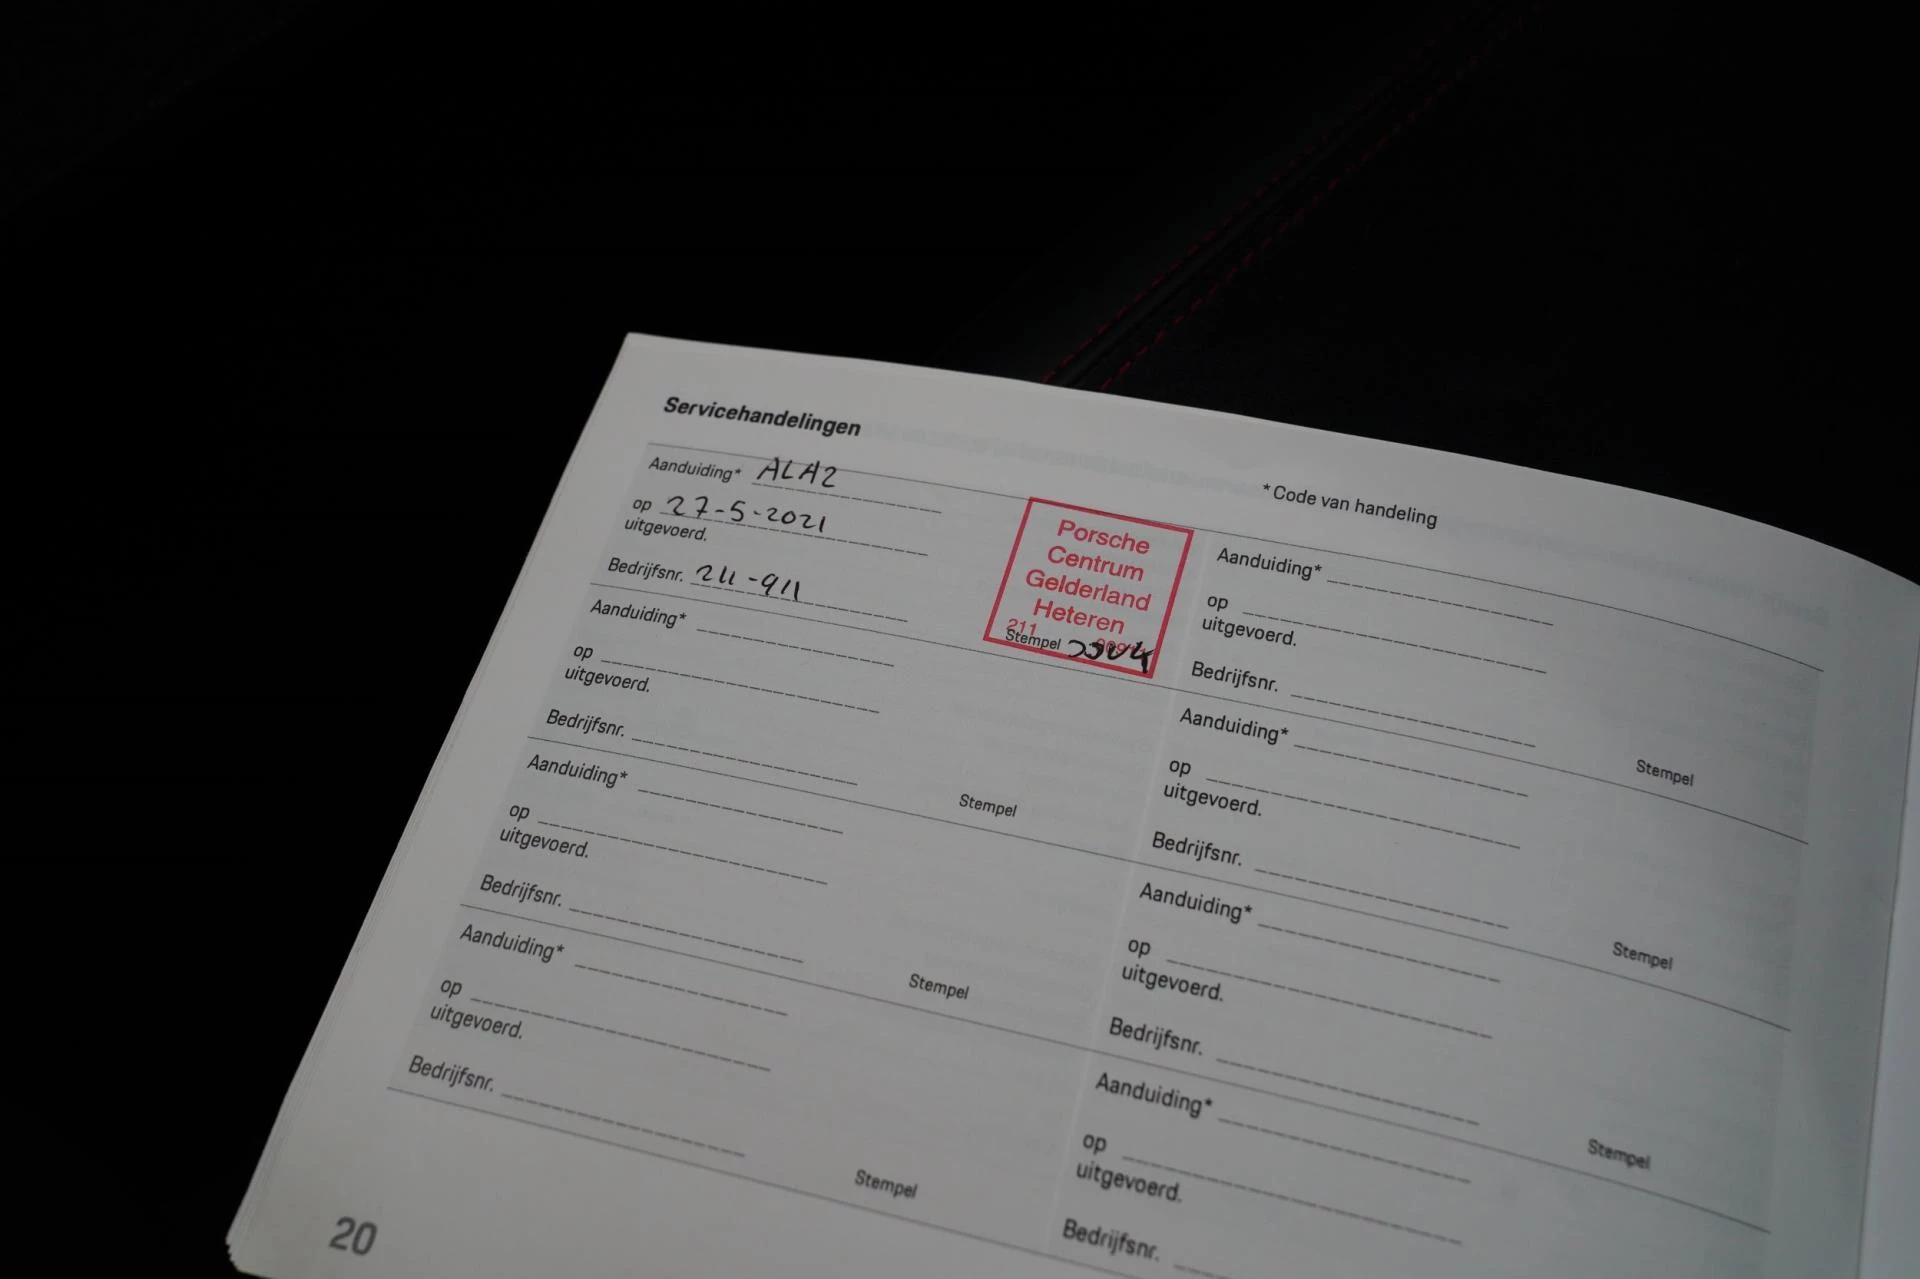 Servicehandelingen
* Code van handeling
Aanduiding* ALA2
op 27-5-2021
uitgevoerd.
Bedrijfsnr. 211-911
Porsche
Centrum
Gelderland
Heteren
211
Stempel
Aanduiding*
op
uitgevoerd.
Bedrijfsnr.
Stempel
Aanduiding*
op
uitgevoerd.
Bedrijfsnr.
Stempel
Aanduiding*
op
uitgevoerd.
Bedrijfsnr.
Stempel
Aanduiding*
op
uitgevoerd.
Bedrijfsnr.
Stempel
Aanduiding*
op
uitgevoerd.
Bedrijfsnr.
Stempel
Aanduiding*
op
uitgevoerd.
Bedrijfsnr.
Stempel
Aanduiding*
op
uitgevoerd.
Bedrijfsnr.
20